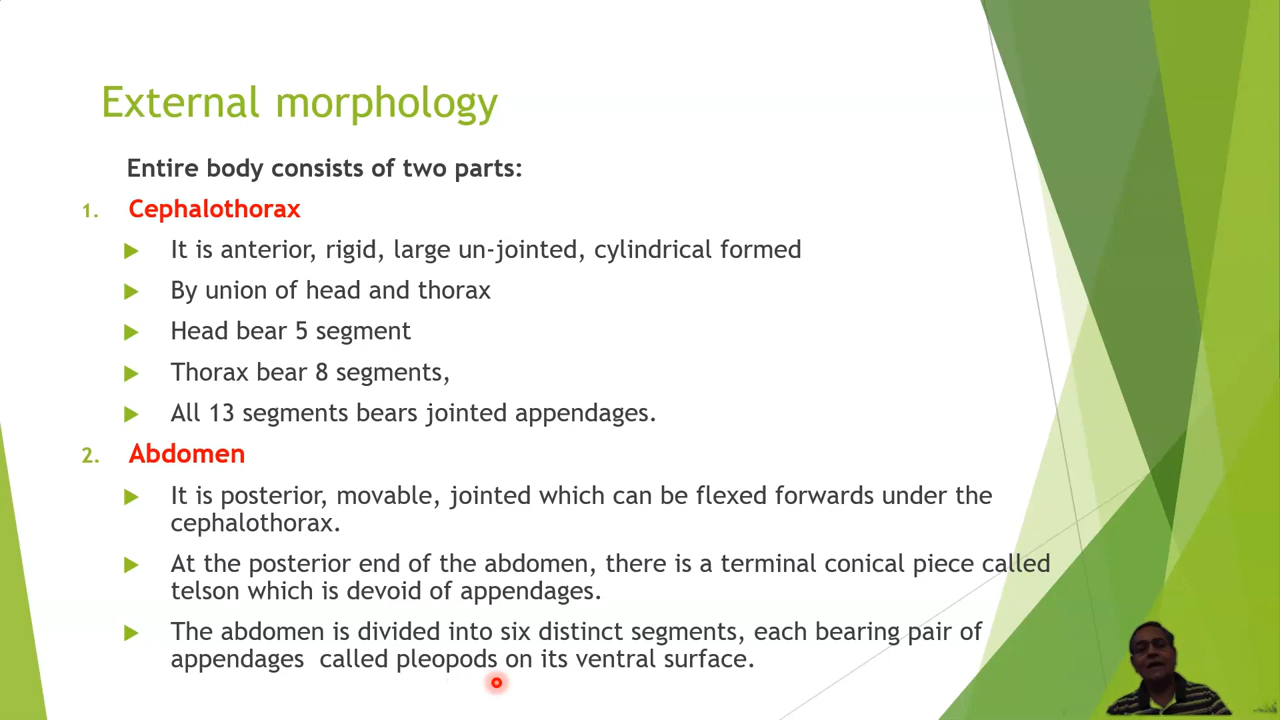 External morphology
Entire body consists of two parts:
1. Cephalothorax
It is anterior, rigid, large un-jointed, cylindrical formed
By union of head and thorax
Head bear 5 segment
Thorax bear 8 segments,
All 13 segments bears jointed appendages.
2. Abdomen
It is posterior, movable, jointed which can be flexed forwards under the
cephalothorax.
At the posterior end of the abdomen, there is a terminal conical piece called
telson which is devoid of appendages.
The abdomen is divided into six distinct segments, each bearing pair of
appendages called pleopods on its ventral surface.